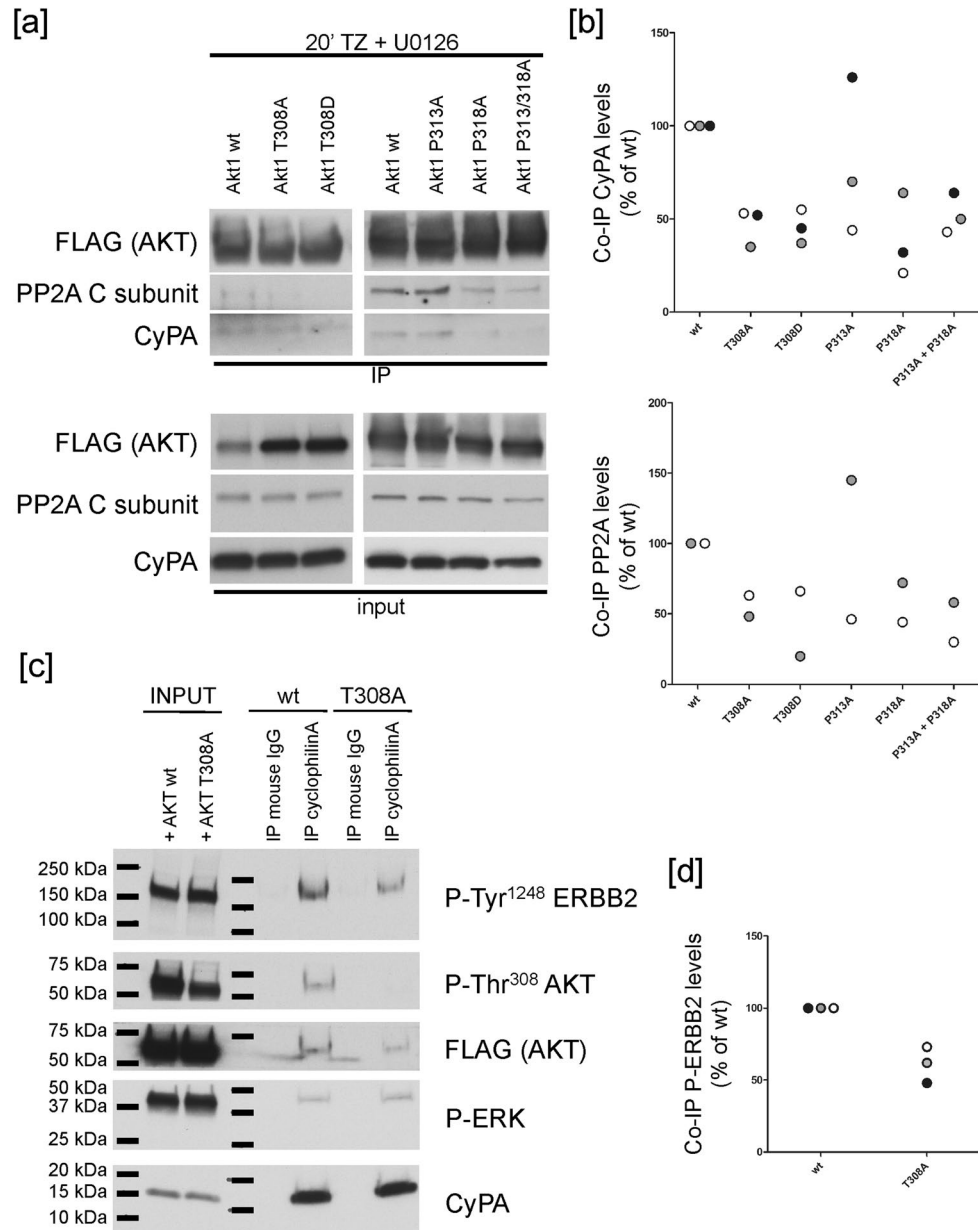 [a]
20' TZ + U0126
Akt1 wt
Akt1 T308A
Akt1 T308D
Akt1 wt
Akt1 P313A
Akt1 P318A
Akt1 P313/318A
FLAG (AKT)
PP2A C subunit
CyPA
IP
FLAG (AKT)
PP2A C subunit
CyPA
input
[b]
Co-IP CyPA levels
(% of wt)
150
100
50
0
wt
T308A
T308D
P313A
P318A
P313A + P318A
Co-IP PP2A levels
(% of wt)
200
150
100
50
0
wt
T308A
T308D
P313A
P318A
P313A + P318A
[c]
INPUT
wt
T308A
+ AKT wt
+ AKT T308A
IP mouse IgG
IP cyclophilinA
IP mouse IgG
IP cyclophilinA
250 kDa
150 kDa
100 kDa
P-Tyr¹²⁴⁸ ERBB2
75 kDa
50 kDa
P-Thr³⁰⁸ AKT
75 kDa
50 kDa
FLAG (AKT)
50 kDa
37 kDa
25 kDa
P-ERK
20 kDa
15 kDa
10 kDa
CyPA
[d]
Co-IP P-ERBB2 levels
(% of wt)
150
100
50
0
wt
T308A